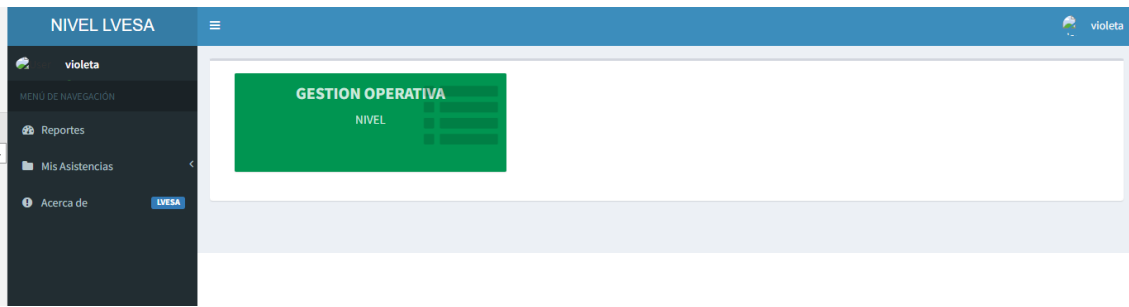 NIVEL LVESA
violeta
violeta
MENÚ DE NAVEGACIÓN
Reportes
Mis Asistencias
Acerca de LVESA
GESTION OPERATIVA
NIVEL